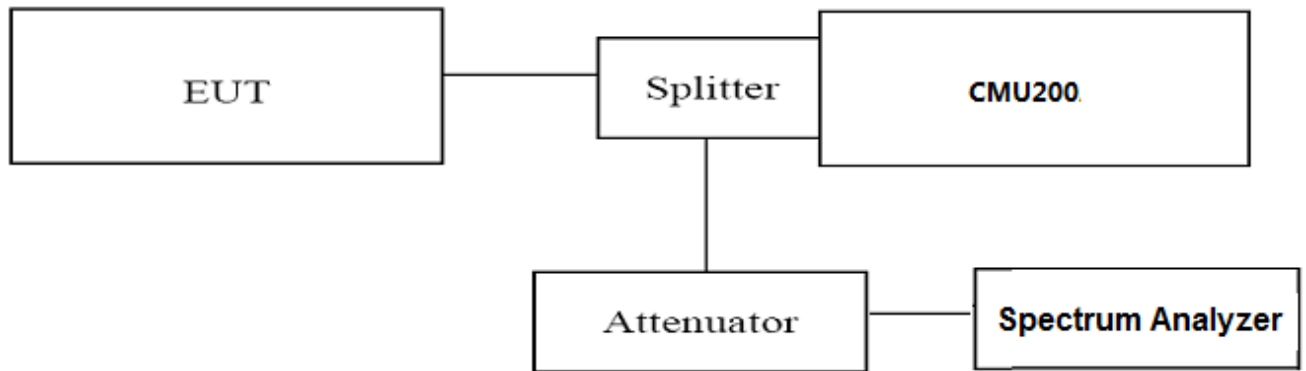 EUT
Splitter
CMU200
Attenuator
Spectrum Analyzer